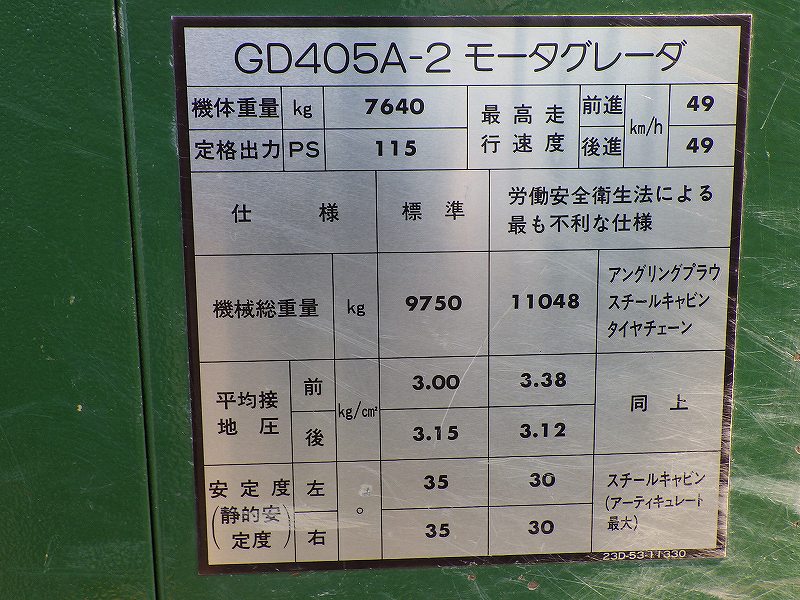 GD405A-2 モータグレーダ
機体重量 kg 7640 最高走行速度 前進 km/h 49
定格出力 PS 115 後進 49
仕様 標準 労働安全衛生法による
最も不利な仕様
機械総重量 kg 9750 11048 アングリングプラウ
スチールキャビン
タイヤチェーン
平均接地圧 前 kg/cm² 3.00 3.38 同上
後 3.15 3.12
安定度 左 ° 35 30 スチールキャビン
(静的安定度) 右 35 30 (アーティキュレート
最大)
23D-53-11330